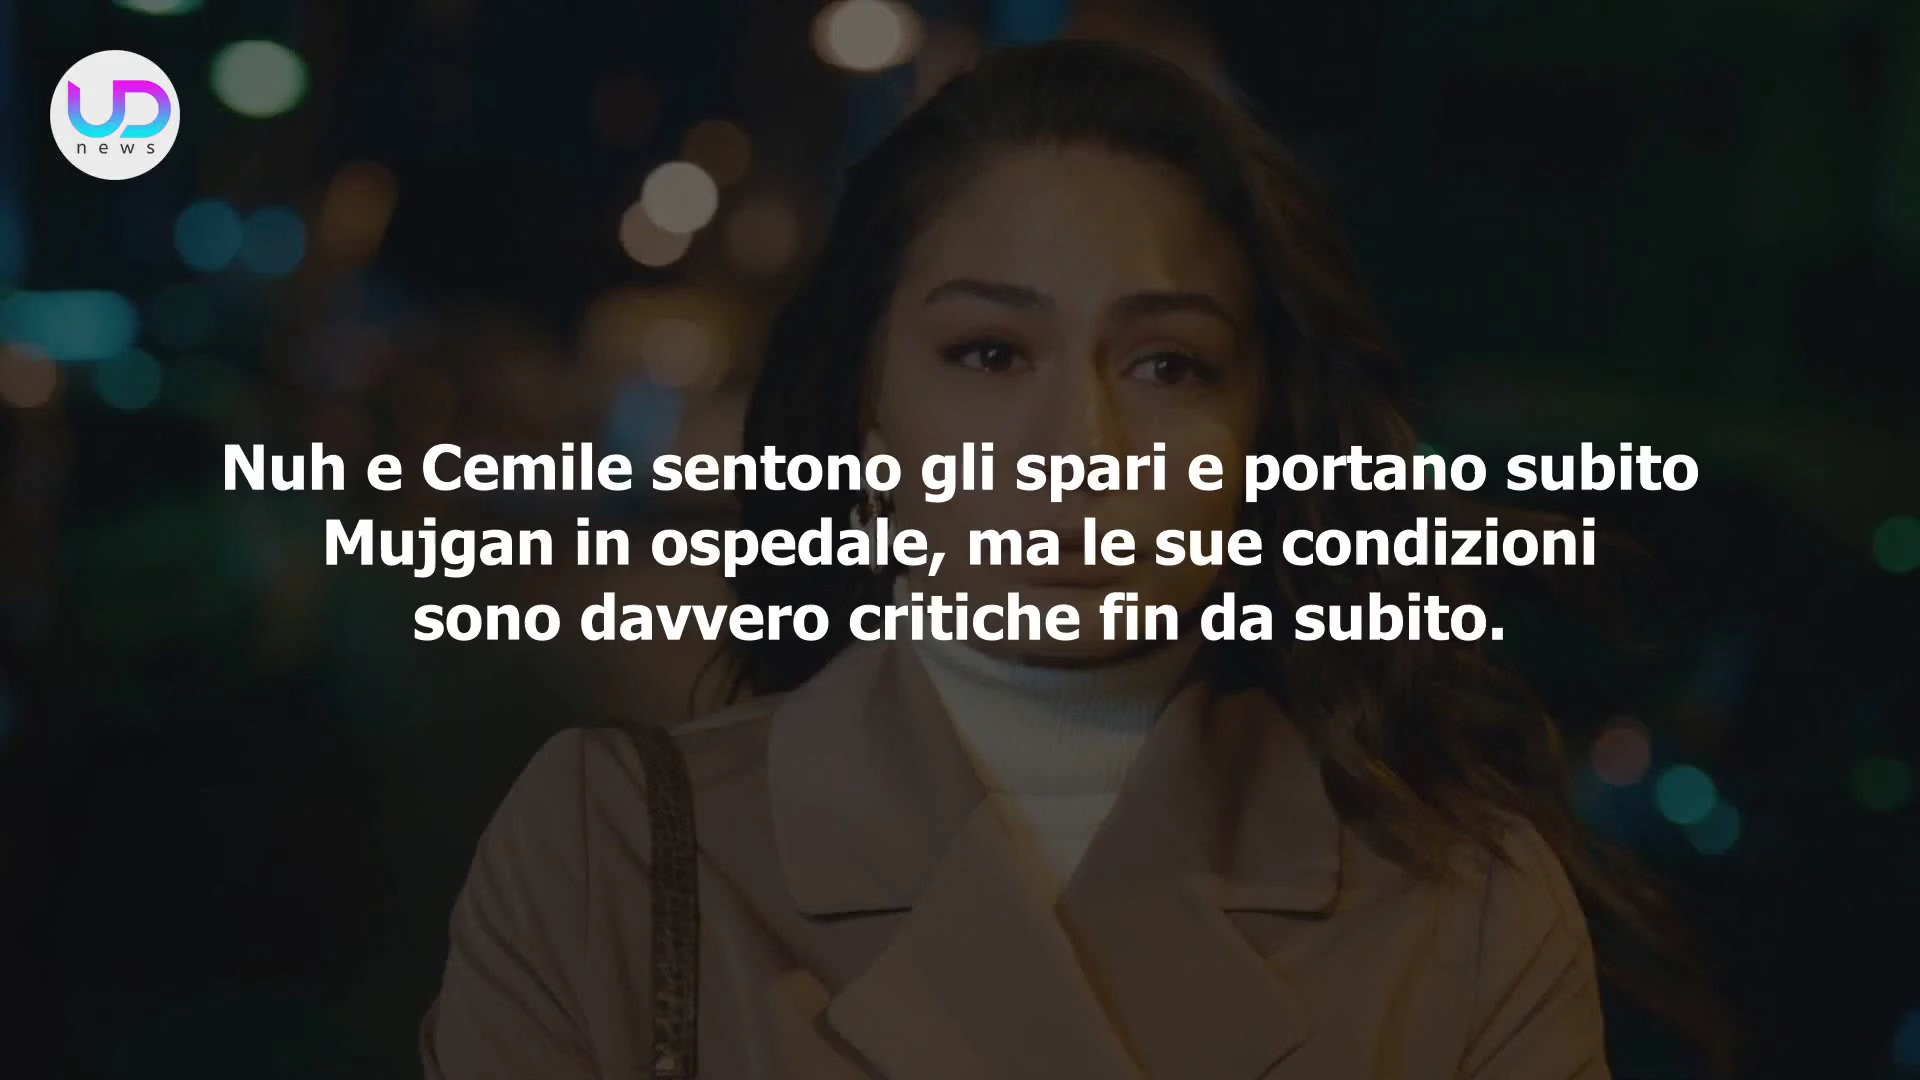 UD
news
Nuh e Cemile sentono gli spari e portano subito
Mujgan in ospedale, ma le sue condizioni
sono davvero critiche fin da subito.